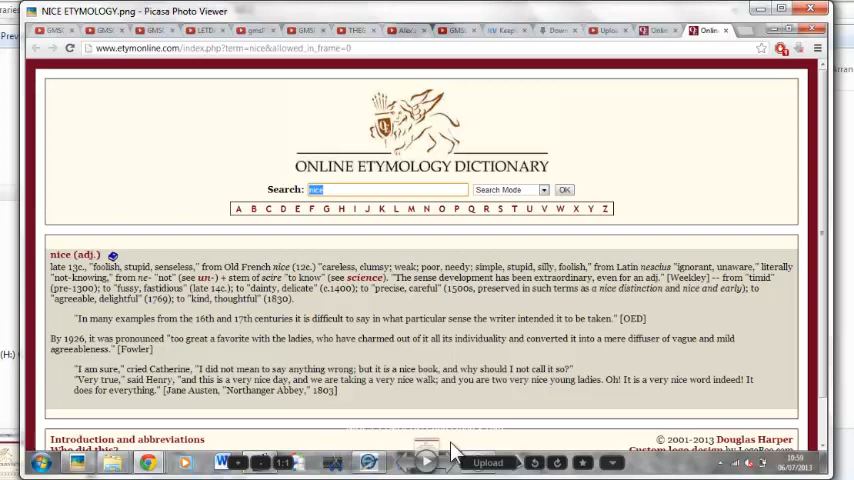 NICE ETYMOLOGY.png - Picasa Photo Viewer
www.etymonline.com/index.php?term=nice&allowed_in_frame=0
ONLINE ETYMOLOGY DICTIONARY
Search: nice Search Mode OK
A B C D E F G H I J K L M N O P Q R S T U V W X Y Z
nice (adj.)
late 13c., "foolish, stupid, senseless," from Old French nice (12c.) "careless, clumsy; weak; poor, needy; simple, stupid, silly, foolish," from Latin nescius "ignorant, unaware," literally
"not-knowing," from ne- "not" (see un-) + stem of scire "to know" (see science). "The sense development has been extraordinary, even for an adj." [Weekley] -- from "timid"
(pre-1300); to "fussy, fastidious" (late 14c.); to "dainty, delicate" (c.1400); to "precise, careful" (1500s, preserved in such terms as a nice distinction and nice and early); to
"agreeable, delightful" (1769); to "kind, thoughtful" (1830).
"In many examples from the 16th and 17th centuries it is difficult to say in what particular sense the writer intended it to be taken." [OED]
By 1926, it was pronounced "too great a favorite with the ladies, who have charmed out of it all its individuality and converted it into a mere diffuser of vague and mild
agreeableness." [Fowler]
"I am sure," cried Catherine, "I did not mean to say anything wrong; but it is a nice book, and why should I not call it so?"
"Very true," said Henry, "and this is a very nice day, and we are taking a very nice walk; and you are two very nice young ladies. Oh! It is a very nice word indeed! It
does for everything." [Jane Austen, "Northanger Abbey," 1803]
Introduction and abbreviations © 2001-2013 Douglas Harper
Who did this? Custom logo design by LogoBee.com
1:1 Upload 10:59
06/07/2013